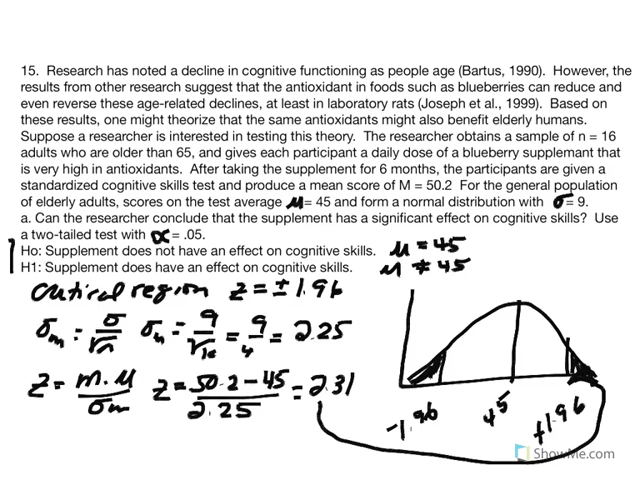 15. Research has noted a decline in cognitive functioning as people age (Bartus, 1990). However, the
results from other research suggest that the antioxidant in foods such as blueberries can reduce and
even reverse these age-related declines, at least in laboratory rats (Joseph et al., 1999). Based on
these results, one might theorize that the same antioxidants might also benefit elderly humans.
Suppose a researcher is interested in testing this theory. The researcher obtains a sample of n = 16
adults who are older than 65, and gives each participant a daily dose of a blueberry supplemant that
is very high in antioxidants. After taking the supplement for 6 months, the participants are given a
standardized cognitive skills test and produce a mean score of M = 50.2 For the general population
of elderly adults, scores on the test average μ = 45 and form a normal distribution with σ = 9.
a. Can the researcher conclude that the supplement has a significant effect on cognitive skills? Use
a two-tailed test with α = .05.
Ho: Supplement does not have an effect on cognitive skills. μ = 45
H1: Supplement does have an effect on cognitive skills. μ ≠ 45
critical region z = ±1.96
σm = σ/√n σm = 9/√16 = 9/4 = 2.25
z = m - μ/σm z = 50.2 - 45/2.25 = 2.31
-1.96 45 +1.96
ShowMe.com